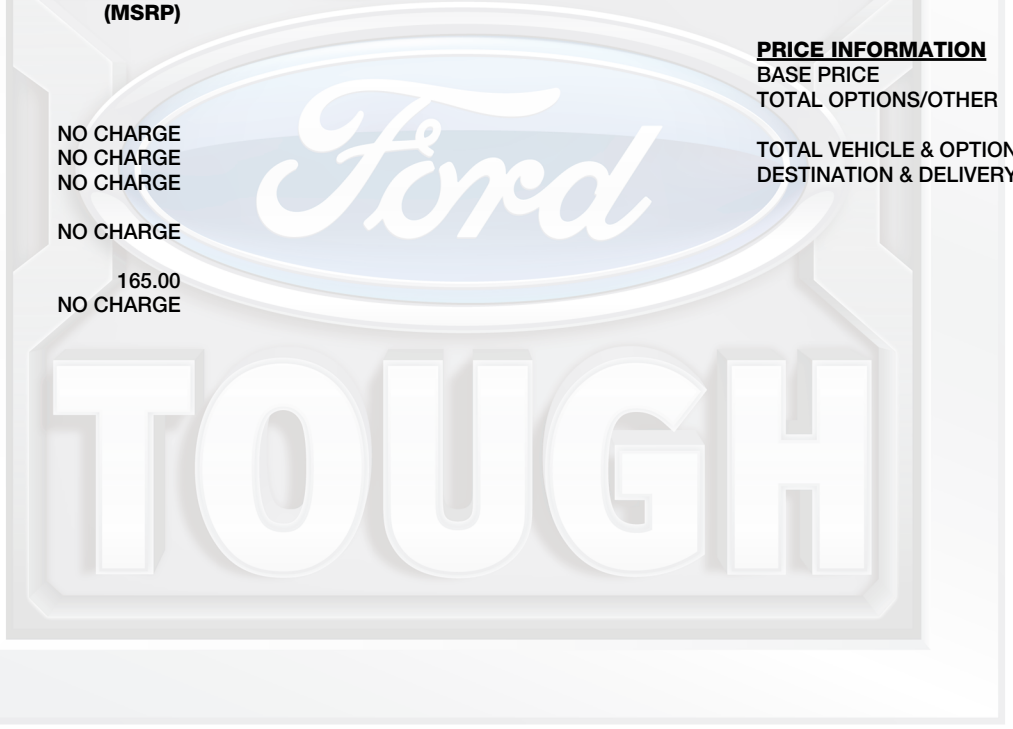 (MSRP)
NO CHARGE
NO CHARGE
NO CHARGE
NO CHARGE
165.00
NO CHARGE
PRICE INFORMATION
BASE PRICE
TOTAL OPTIONS/OTHER
TOTAL VEHICLE & OPTION
DESTINATION & DELIVERY
Ford
TOUGH